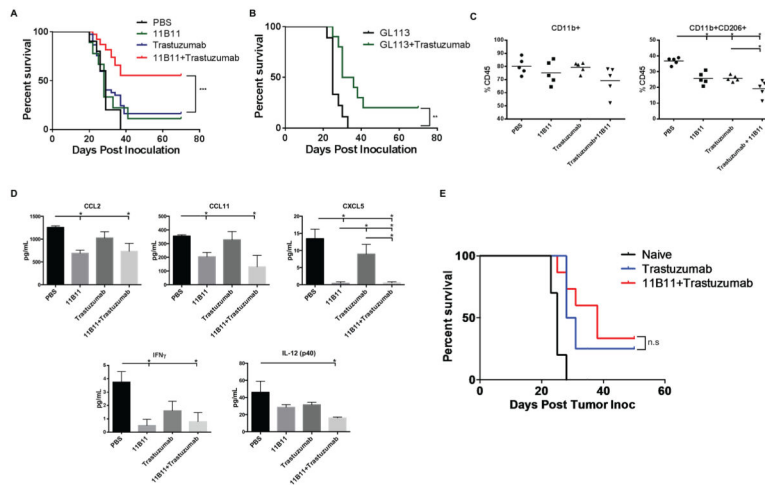 A
Percent survival
100
50
0
0 20 40 60 80
Days Post Inoculation
PBS
11B11
Trastuzumab
11B11+Trastuzumab
***
B
Percent survival
100
50
0
0 20 40 60 80
Days Post Inoculation
GL113
GL113+Trastuzumab
**
C
CD11b+
% CD45
120
100
80
60
40
PBS
11B11
Trastuzumab
Trastuzumab+11B11
CD11b+CD206+
% CD45
50
40
30
20
10
0
* * *
*
PBS
11B11
Trastuzumab
Trastuzumab + 11B11
D
CCL2
pg/mL
1500
1000
500
0
* *
PBS
11B11
Trastuzumab
11B11+Trastuzumab
CCL11
pg/mL
500
400
300
200
100
0
* *
PBS
11B11
Trastuzumab
11B11+Trastuzumab
CXCL5
pg/mL
20
15
10
5
0
* *
* *
*
PBS
11B11
Trastuzumab
11B11+Trastuzumab
IFNγ
pg/mL
5
4
3
2
1
0
* *
PBS
11B11
Trastuzumab
11B11+Trastuzumab
IL-12 (p40)
pg/mL
60
40
20
0
*
PBS
11B11
Trastuzumab
11B11+Trastuzumab
E
Percent survival
100
50
0
0 20 40 60
Days Post Tumor Inoc
Naive
Trastuzumab
11B11+Trastuzumab
n.s